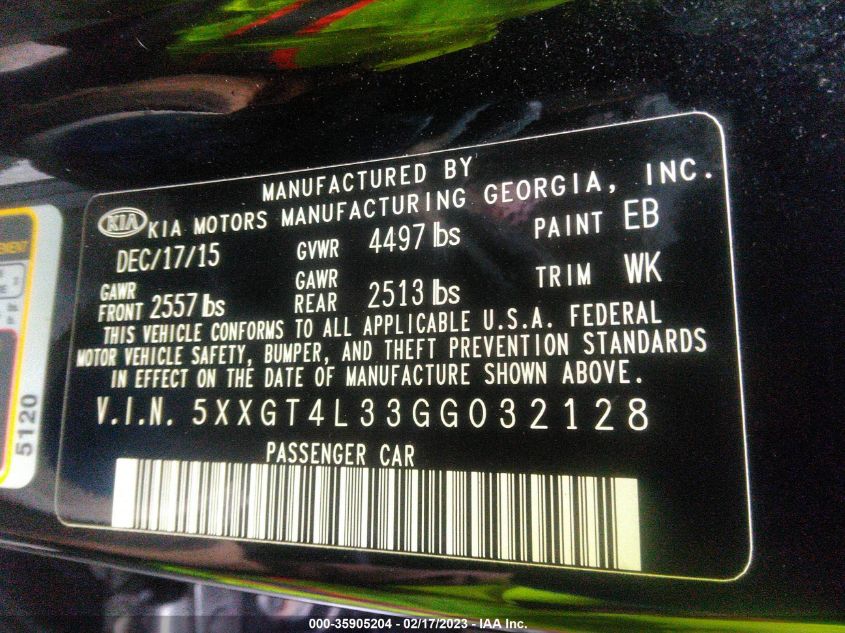 MANUFACTURED BY
KIA KIA MOTORS MANUFACTURING GEORGIA, INC.
DEC/17/15 GVWR 4497 lbs PAINT EB
GAWR FRONT 2557 lbs GAWR REAR 2513 lbs TRIM WK
THIS VEHICLE CONFORMS TO ALL APPLICABLE U.S.A. FEDERAL
MOTOR VEHICLE SAFETY, BUMPER, AND THEFT PREVENTION STANDARDS
IN EFFECT ON THE DATE OF MANUFACTURE SHOWN ABOVE.
V.I.N. 5XXGT4L33GG032128
PASSENGER CAR
5120
000-35905204 - 02/17/2023 - IAA Inc.